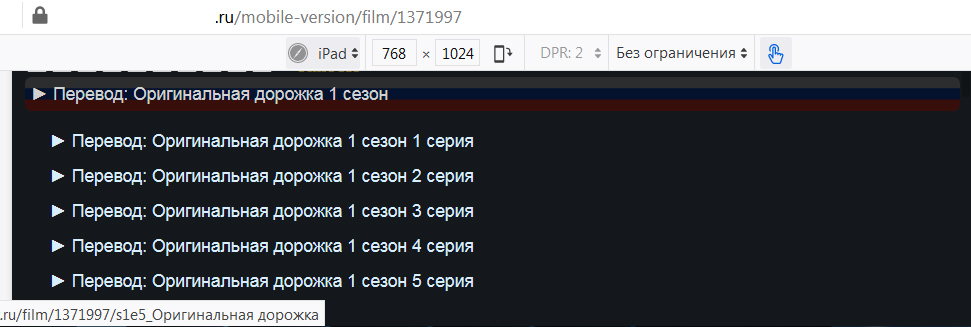 .ru/mobile-version/film/1371997
iPad 768 × 1024 DPR: 2 Без ограничения
► Перевод: Оригинальная дорожка 1 сезон
► Перевод: Оригинальная дорожка 1 сезон 1 серия
► Перевод: Оригинальная дорожка 1 сезон 2 серия
► Перевод: Оригинальная дорожка 1 сезон 3 серия
► Перевод: Оригинальная дорожка 1 сезон 4 серия
► Перевод: Оригинальная дорожка 1 сезон 5 серия
.ru/film/1371997/s1e5_Оригинальная дорожка